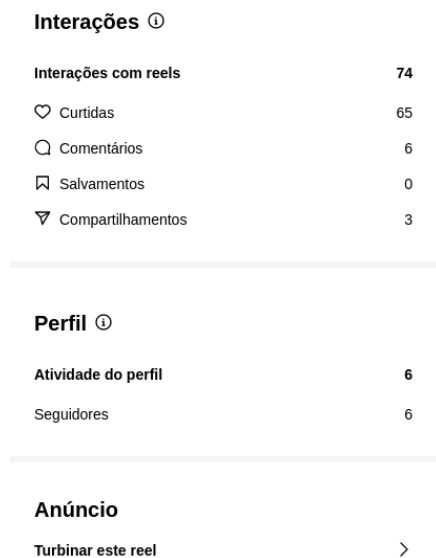 Interações
Interações com reels 74
Curtidas 65
Comentários 6
Salvamentos 0
Compartilhamentos 3
Perfil
Atividade do perfil 6
Seguidores 6
Anúncio
Turbinar este reel